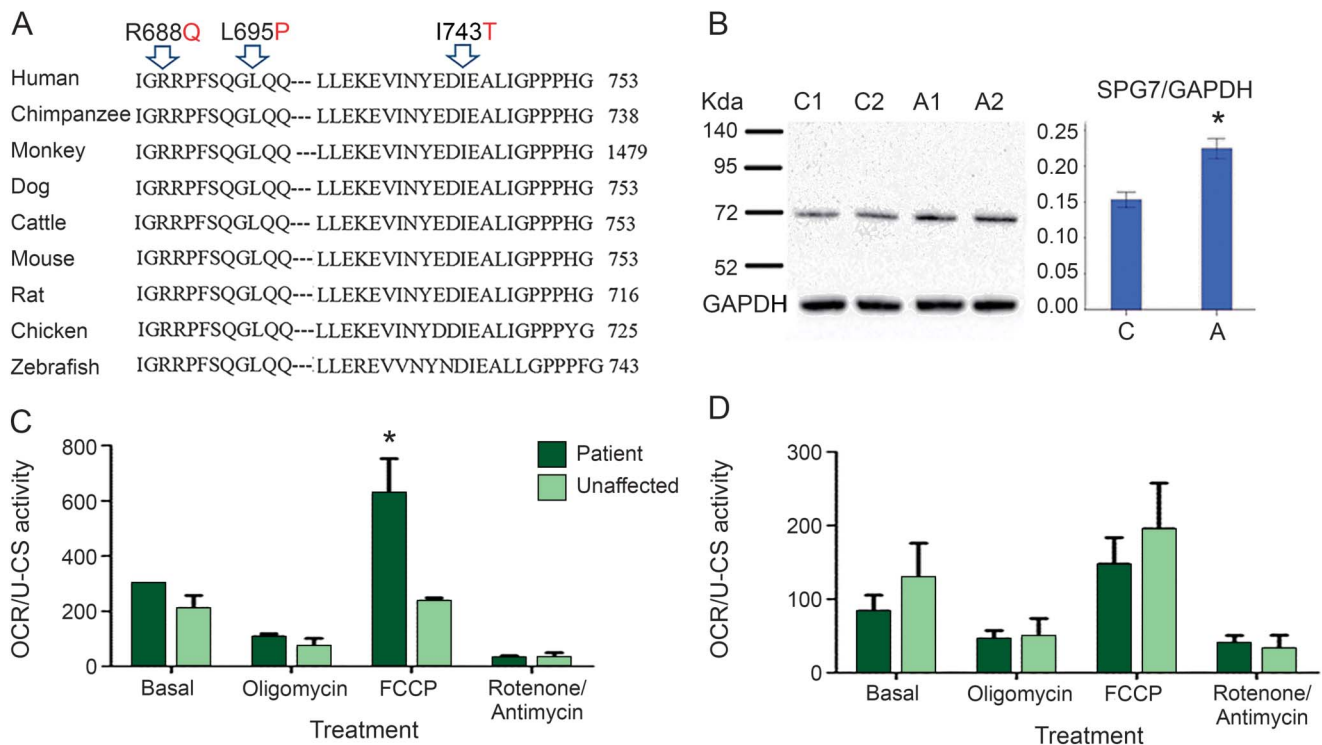 A
R688Q L695P I743T
Human IGRRPFSQGLQQ--- LLEKEVINYEDIEALIGPPPHG 753
Chimpanzee IGRRPFSQGLQQ--- LLEKEVINYEDIEALIGPPPHG 738
Monkey IGRRPFSQGLQQ --- LLEKEVINYEDIEALIGPPPHG 1479
Dog IGRRPFSQGLQQ--- LLEKEVINYEDIEALIGPPPHG 753
Cattle IGRRPFSQGLQQ--- LLEKEVINYEDIEALIGPPPHG 753
Mouse IGRRPFSQGLQQ--- LLEKEVINYEDIEALIGPPPHG 753
Rat IGRRPFSQGLQQ--- LLEKEVINYEDIEALIGPPPHG 716
Chicken IGRRPFSQGLQQ--- LLEKEVINYDDIEALIGPPPYG 725
Zebrafish IGRRPFSQGLQQ--- LLEREVVNYNDIEALLGPPPFG 743
B
Kda C1 C2 A1 A2
140
95
72
52
GAPDH
SPG7/GAPDH
*
0.25
0.20
0.15
0.10
0.05
0.00
C A
C
OCR/U-CS activity
800
600
400
200
0
*
Patient
Unaffected
Basal Oligomycin FCCP Rotenone/
Antimycin
Treatment
D
OCR/U-CS activity
300
200
100
0
Basal Oligomycin FCCP Rotenone/
Antimycin
Treatment